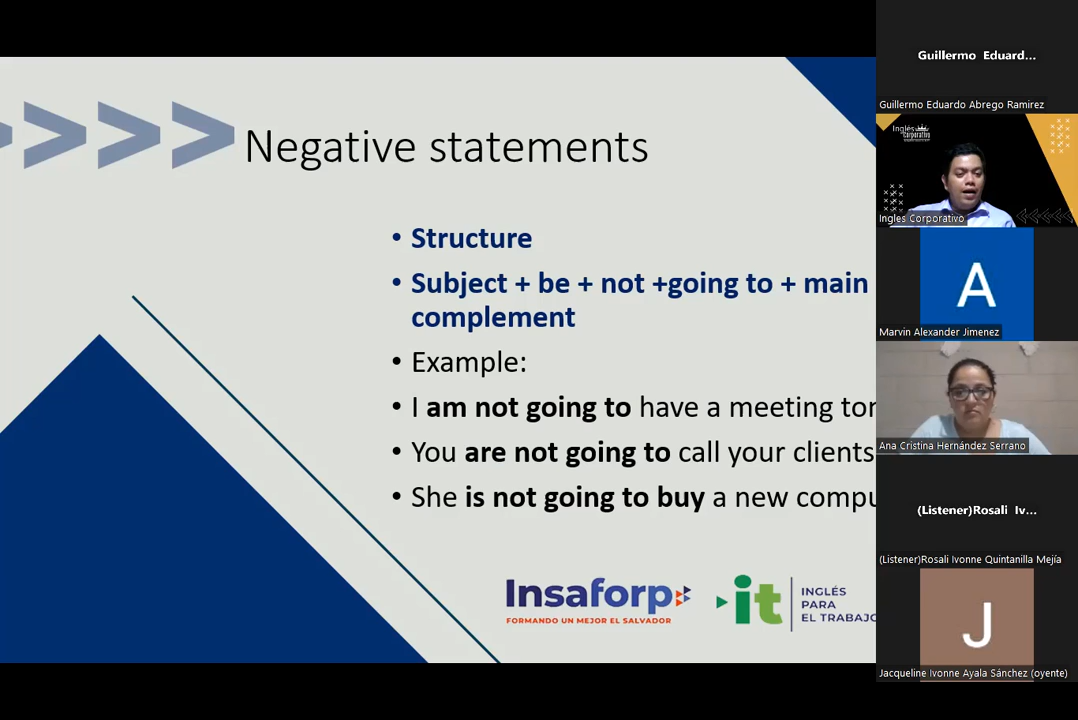 Negative statements
• Structure
• Subject + be + not +going to + main
complement
• Example:
• I am not going to have a meeting
• You are not going to call your clients
• She is not going to buy a new
Insaforp
FORMANDO UN MEJOR EL SALVADOR
it
INGLÉS
PARA
EL TRABAJO
Guillermo Eduard...
Guillermo Eduardo Abrego Ramirez
Inglés
Corporativo
Ingles Corporativo
A
Marvin Alexander Jimenez
Ana Cristina Hernández Serrano
(Listener)Rosali Iv...
(Listener)Rosali Ivonne Quintanilla Mejía
J
Jacqueline Ivonne Ayala Sánchez (oyente)